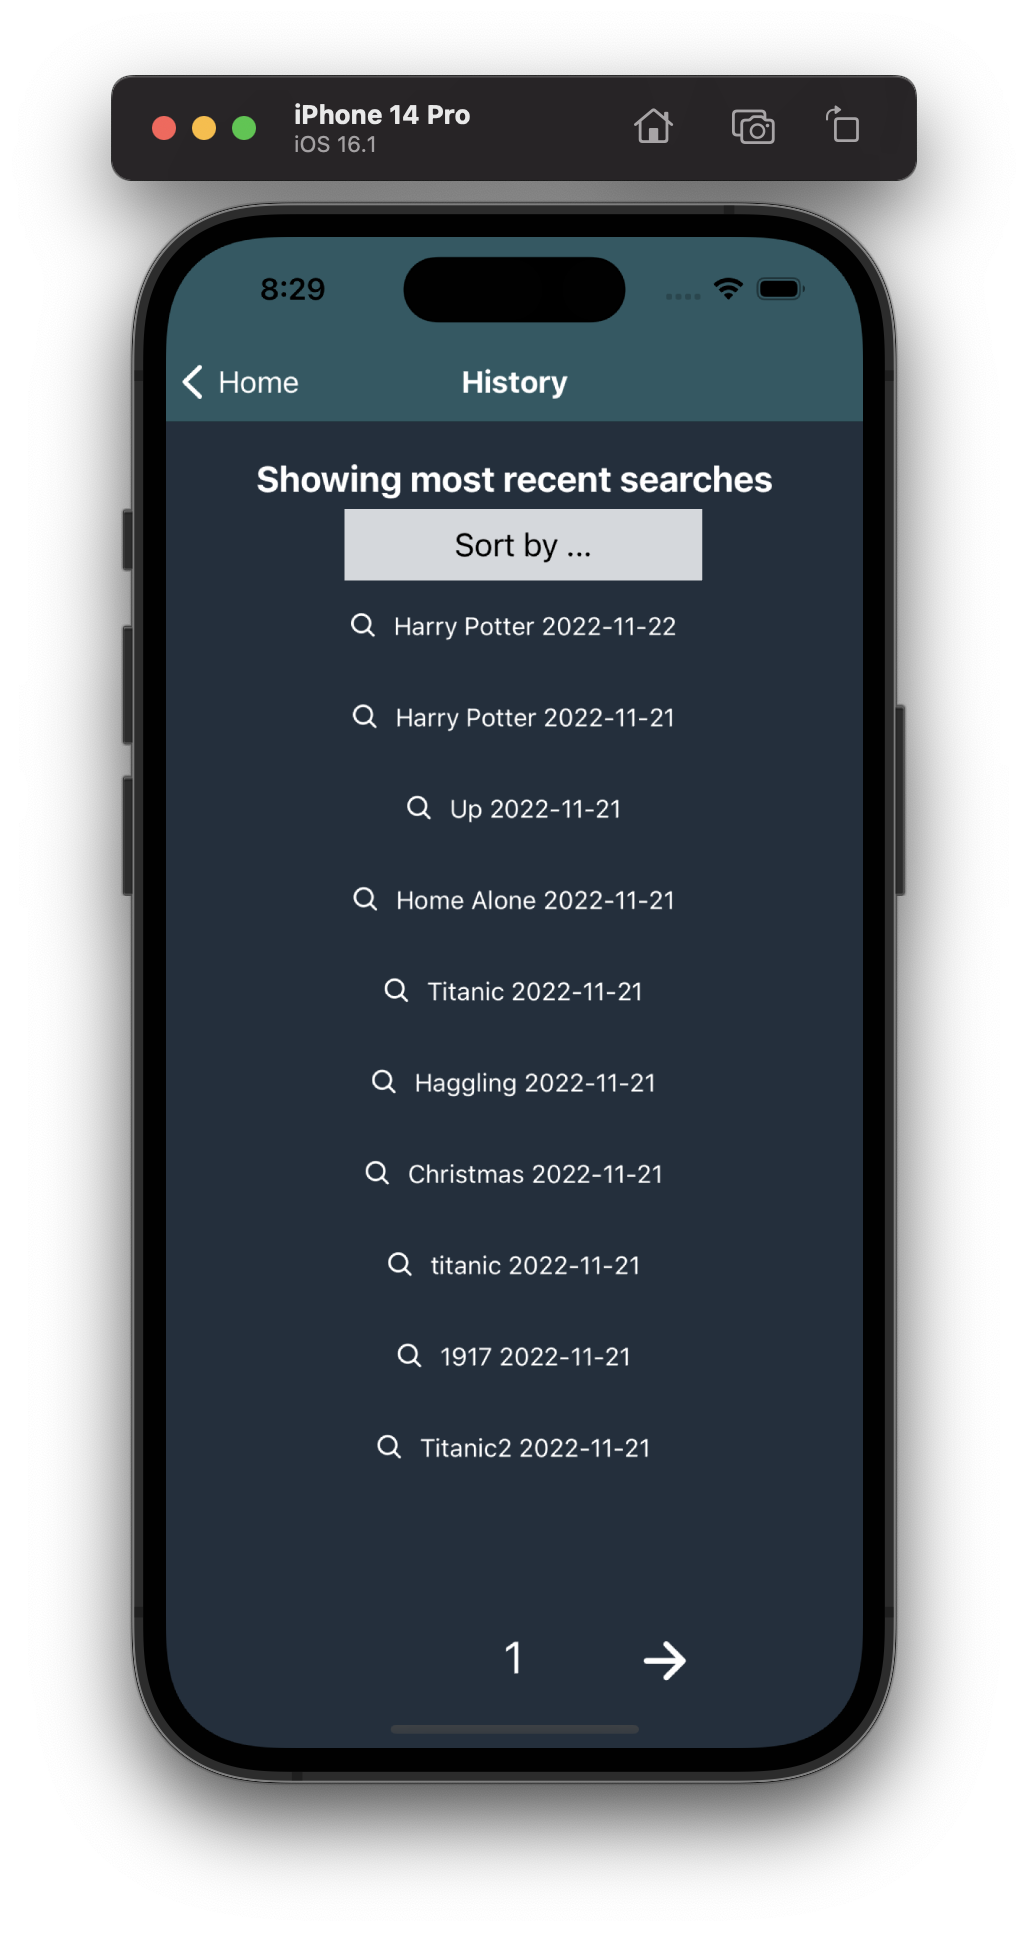 iPhone 14 Pro
iOS 16.1
8:29
Home
History
Showing most recent searches
Sort by ...
Harry Potter 2022-11-22
Harry Potter 2022-11-21
Up 2022-11-21
Home Alone 2022-11-21
Titanic 2022-11-21
Haggling 2022-11-21
Christmas 2022-11-21
titanic 2022-11-21
1917 2022-11-21
Titanic2 2022-11-21
1